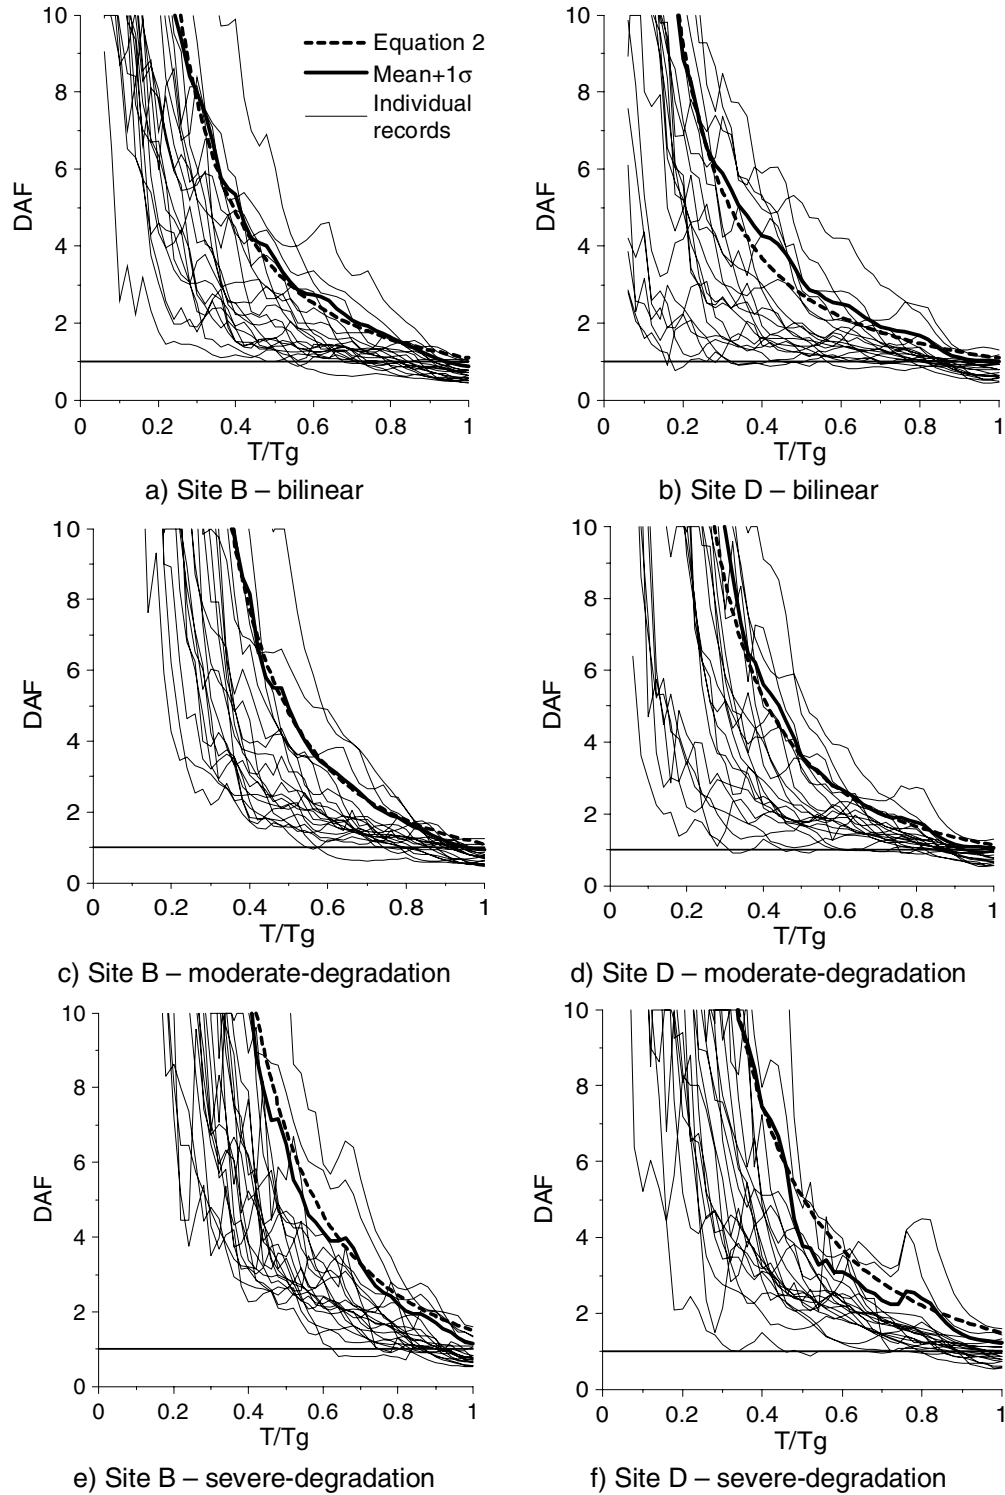 10
8
6
4
2
0
DAF
0 0.2 0.4 0.6 0.8 1
T/Tg
Equation 2
Mean+1σ
Individual
records
a) Site B – bilinear
10
8
6
4
2
0
DAF
0 0.2 0.4 0.6 0.8 1
T/Tg
b) Site D – bilinear
10
8
6
4
2
0
DAF
0 0.2 0.4 0.6 0.8 1
T/Tg
c) Site B – moderate-degradation
10
8
6
4
2
0
DAF
0 0.2 0.4 0.6 0.8 1
T/Tg
d) Site D – moderate-degradation
10
8
6
4
2
0
DAF
0 0.2 0.4 0.6 0.8 1
T/Tg
e) Site B – severe-degradation
10
8
6
4
2
0
DAF
0 0.2 0.4 0.6 0.8 1
T/Tg
f) Site D – severe-degradation